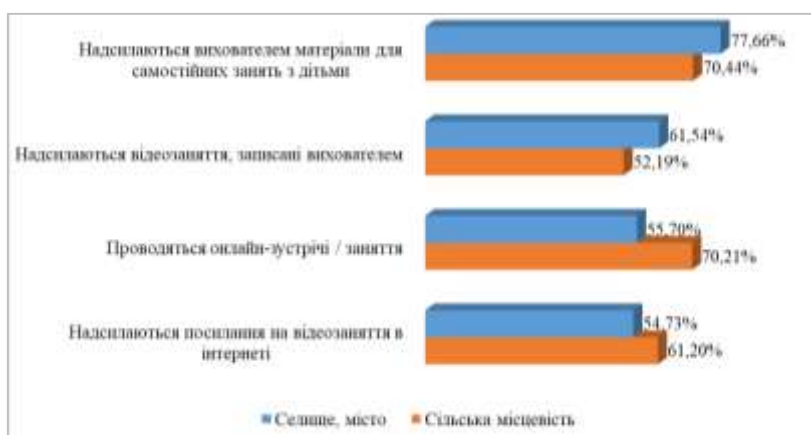 Надсилаються вихователем матеріали для
самостійних занять з дітьми
77,66%
70,44%
Надсилаються відеозаняття, записані вихователем
61,54%
52,19%
Проводяться онлайн-зустрічі / заняття
55,70%
70,21%
Надсилаються посилання на відеозаняття в
інтернеті
54,73%
61,20%
Селище, місто
Сільська місцевість